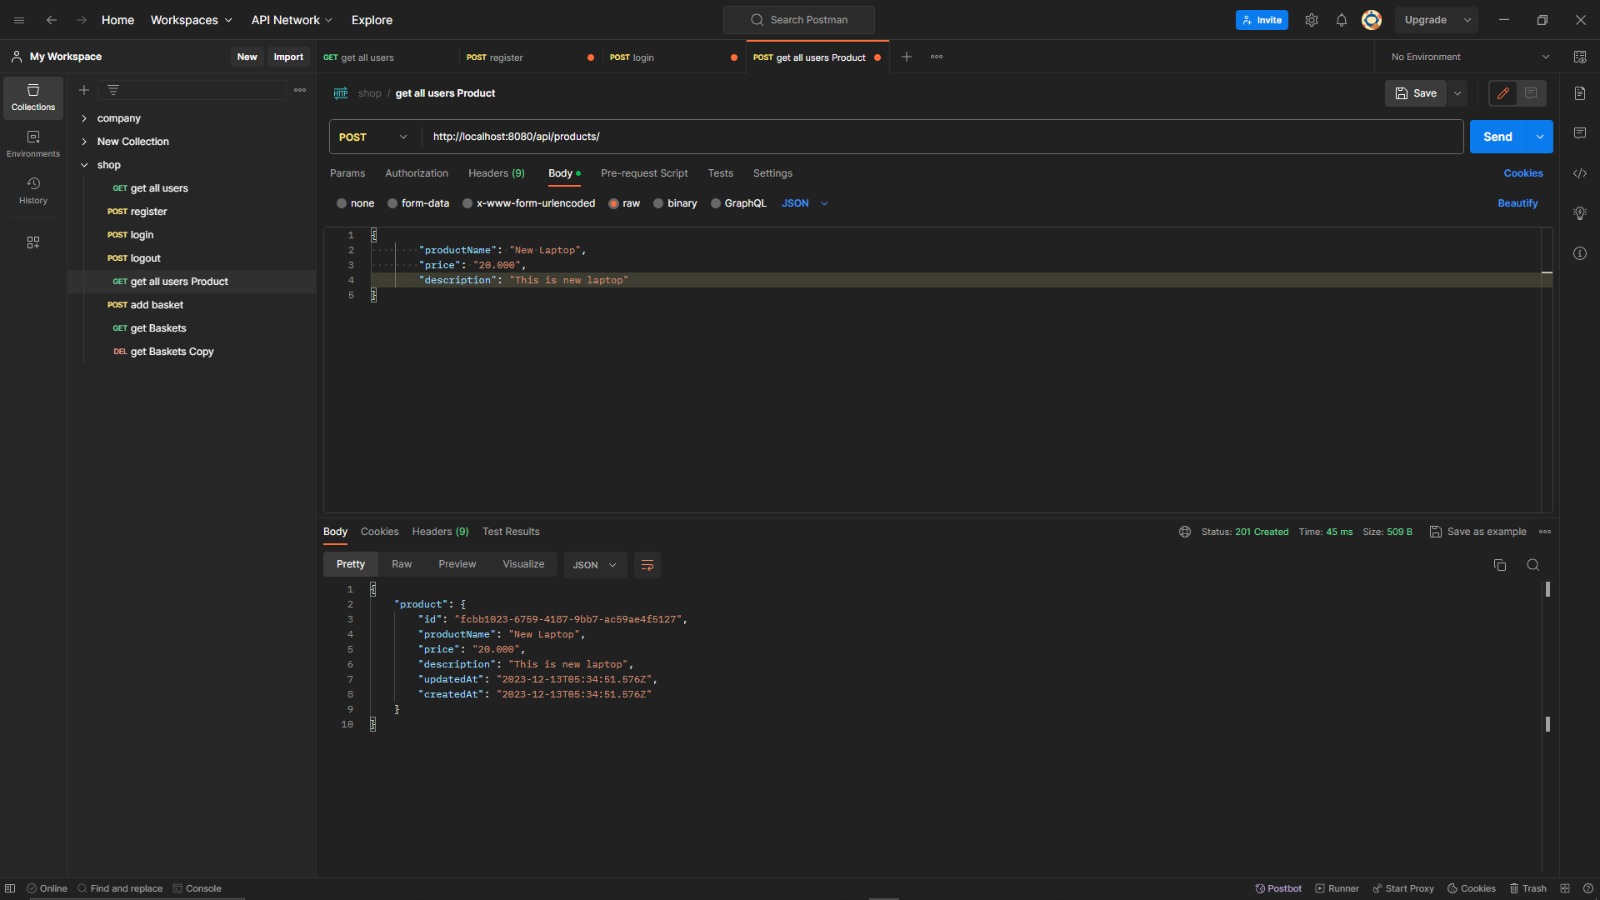 Home Workspaces API Network Explore Search Postman Invite Upgrade
My Workspace New Import GET get all users POST register POST login POST get all users Product No Environment
Collections
Environments
History
company
New Collection
shop
GET get all users
POST register
POST login
POST logout
GET get all users Product
POST add basket
GET get Baskets
DEL get Baskets Copy
HTTP shop / get all users Product Save
POST http://localhost:8080/api/products/ Send
Params Authorization Headers (9) Body Pre-request Script Tests Settings Cookies
none form-data x-www-form-urlencoded raw binary GraphQL JSON Beautify
1 {
2 "productName": "New Laptop",
3 "price": "20.000",
4 "description": "This is new laptop"
5 }
Body Cookies Headers (9) Test Results Status: 201 Created Time: 45 ms Size: 509 B Save as example
Pretty Raw Preview Visualize JSON
1 {
2 "product": {
3 "id": "fcbb1023-6759-4187-9bb7-ac59ae4f5127",
4 "productName": "New Laptop",
5 "price": "20.000",
6 "description": "This is new laptop",
7 "updatedAt": "2023-12-13T05:34:51.576Z",
8 "createdAt": "2023-12-13T05:34:51.576Z"
9 }
10 }
Online Find and replace Console Postbot Runner Start Proxy Cookies Trash